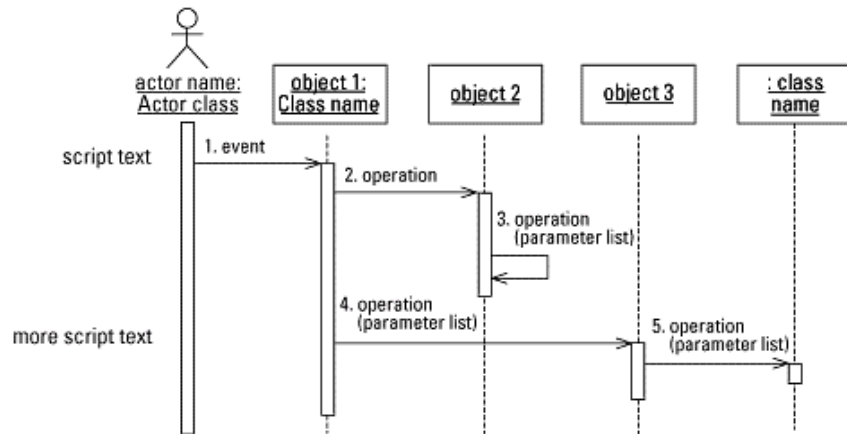 actor name:
Actor class
object 1:
Class name
object 2
object 3
: class
name
script text
1. event
2. operation
3. operation
(parameter list)
4. operation
(parameter list)
more script text
5. operation
(parameter list)